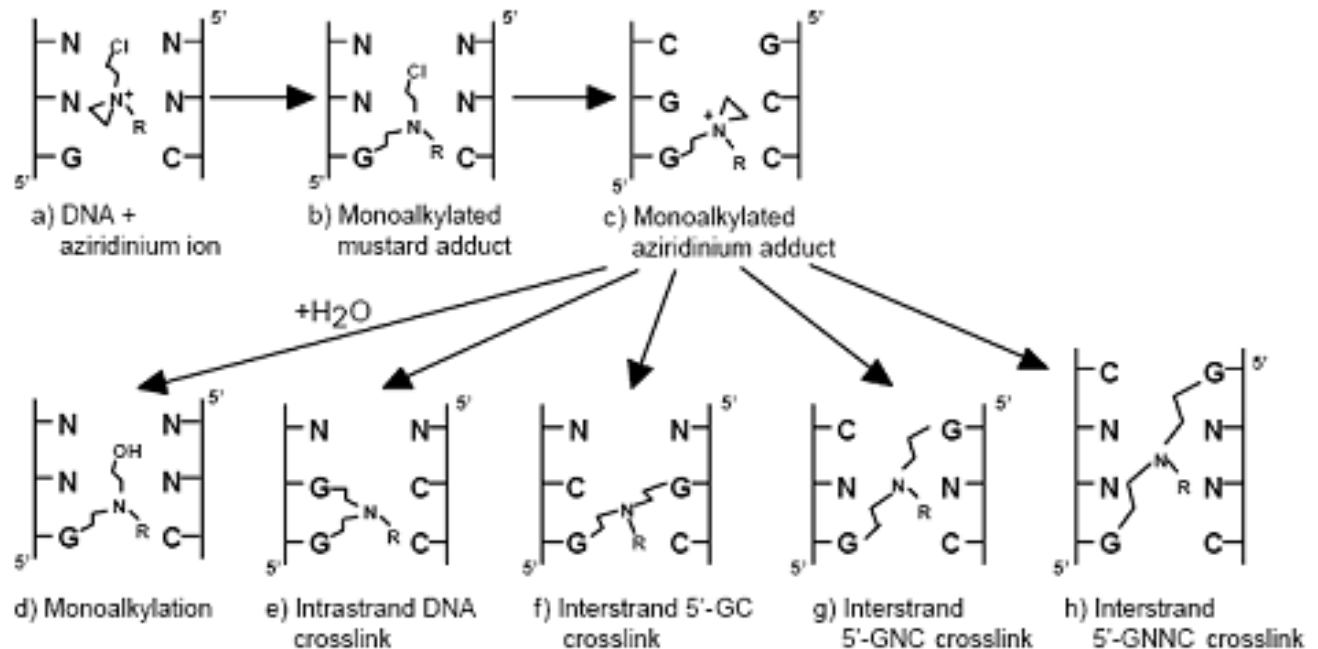 5' 5' 5'
N Cl N N N C G
N N⁺ N N Cl N G C
R N + N
G C G R C G R C
5' 5' 5'
a) DNA + b) Monoalkylated c) Monoalkylated
aziridinium ion mustard adduct aziridinium adduct
+H₂O
5' 5' 5' 5' 5'
C G
N N N N N N C G N N
OH
N N G C C G N N N N
N N N N R
R R R R
G C G C G C G C G C
5' 5' 5' 5' 5'
d) Monoalkylation e) Intrastrand DNA f) Interstrand 5'-GC g) Interstrand h) Interstrand
crosslink crosslink 5'-GNC crosslink 5'-GNNC crosslink